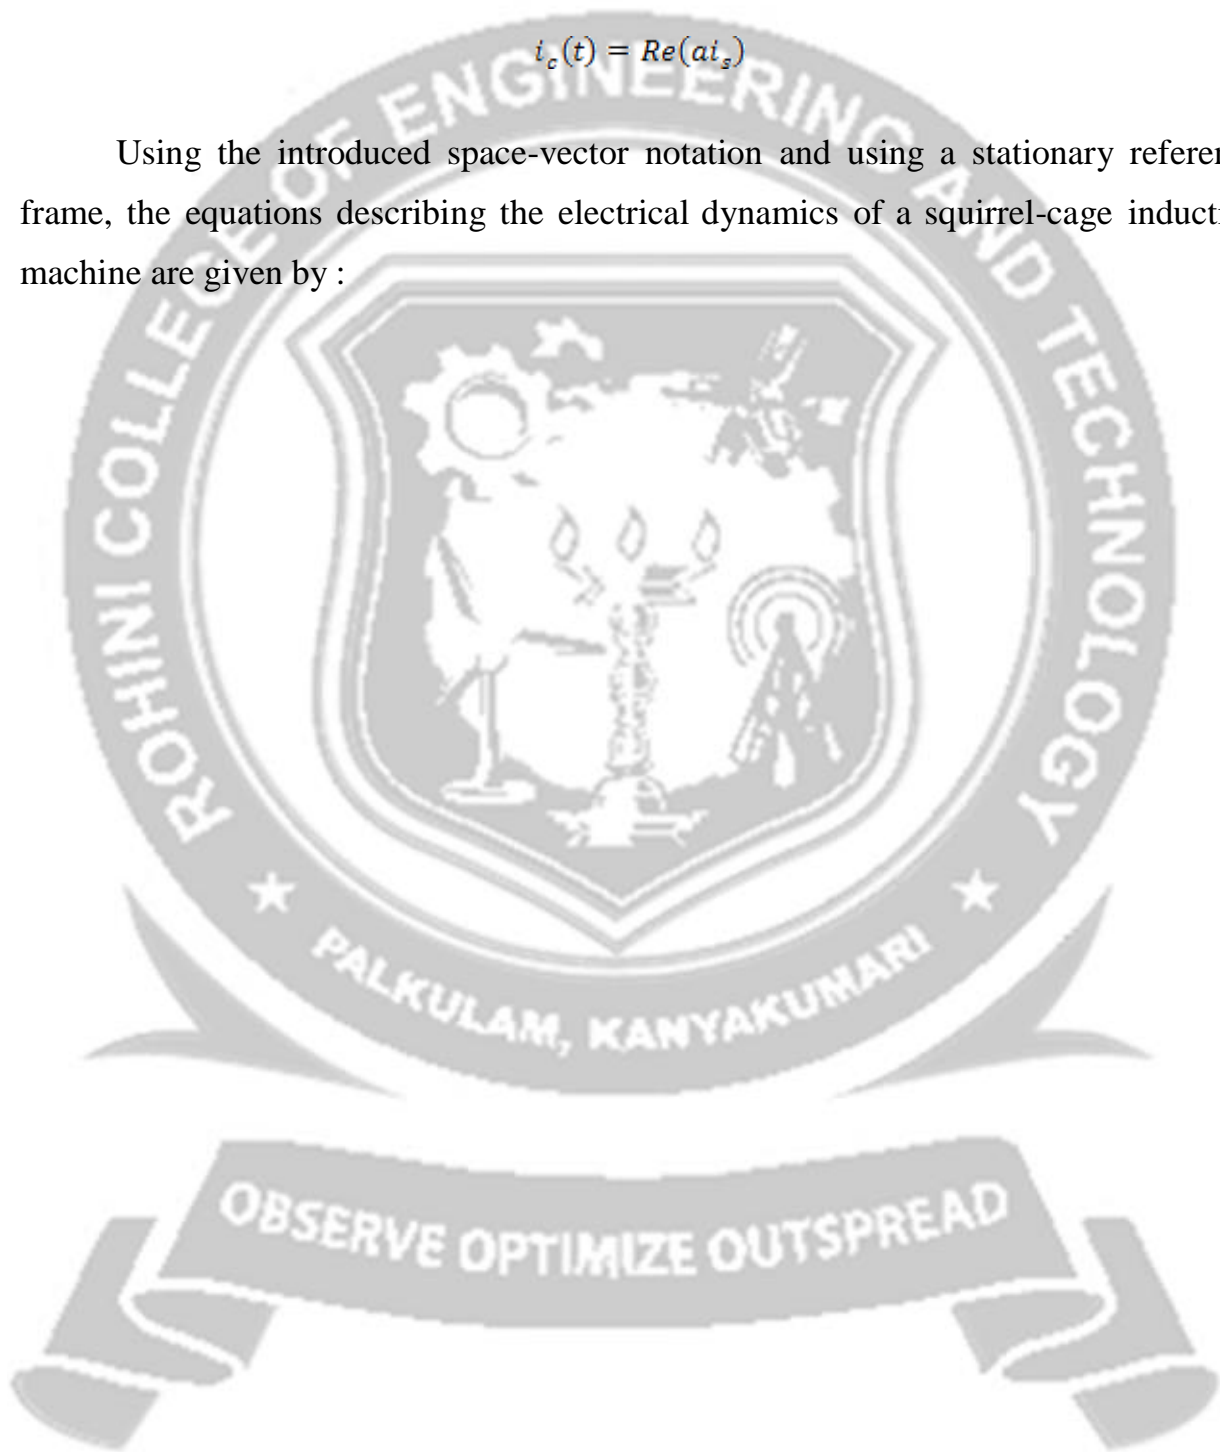 i_c(t) = Re(ai_s)
Using the introduced space-vector notation and using a stationary referen
frame, the equations describing the electrical dynamics of a squirrel-cage inducti
machine are given by :
ROHINI COLLEGE OF ENGINEERING AND TECHNOLOGY
PALKULAM, KANYAKUMARI
OBSERVE OPTIMIZE OUTSPREAD